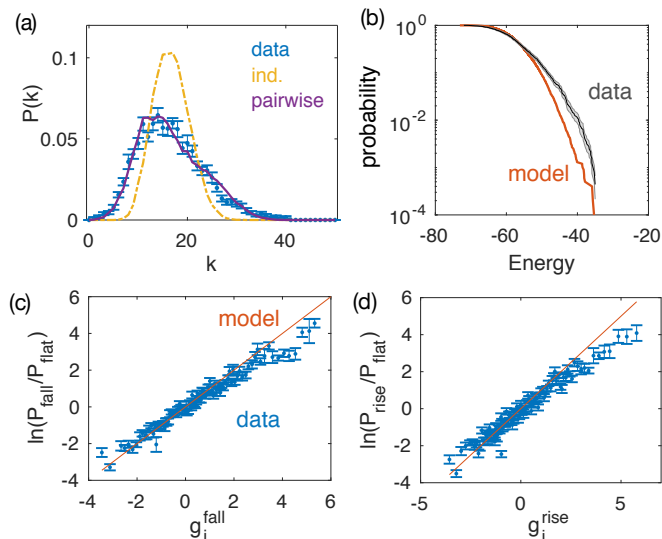 (a)
0.1
0.05
0
P(k)
data
ind.
pairwise
0 20 40
k
(b)
10^0
10^-2
10^-4
probability
data
model
-80 -60 -40 -20
Energy
(c)
6
4
2
0
-2
-4
ln(P_fall/P_flat)
model
data
-4 -2 0 2 4 6
g_i^fall
(d)
6
4
2
0
-2
-4
ln(P_rise/P_flat)
-5 0 5
g_i^rise